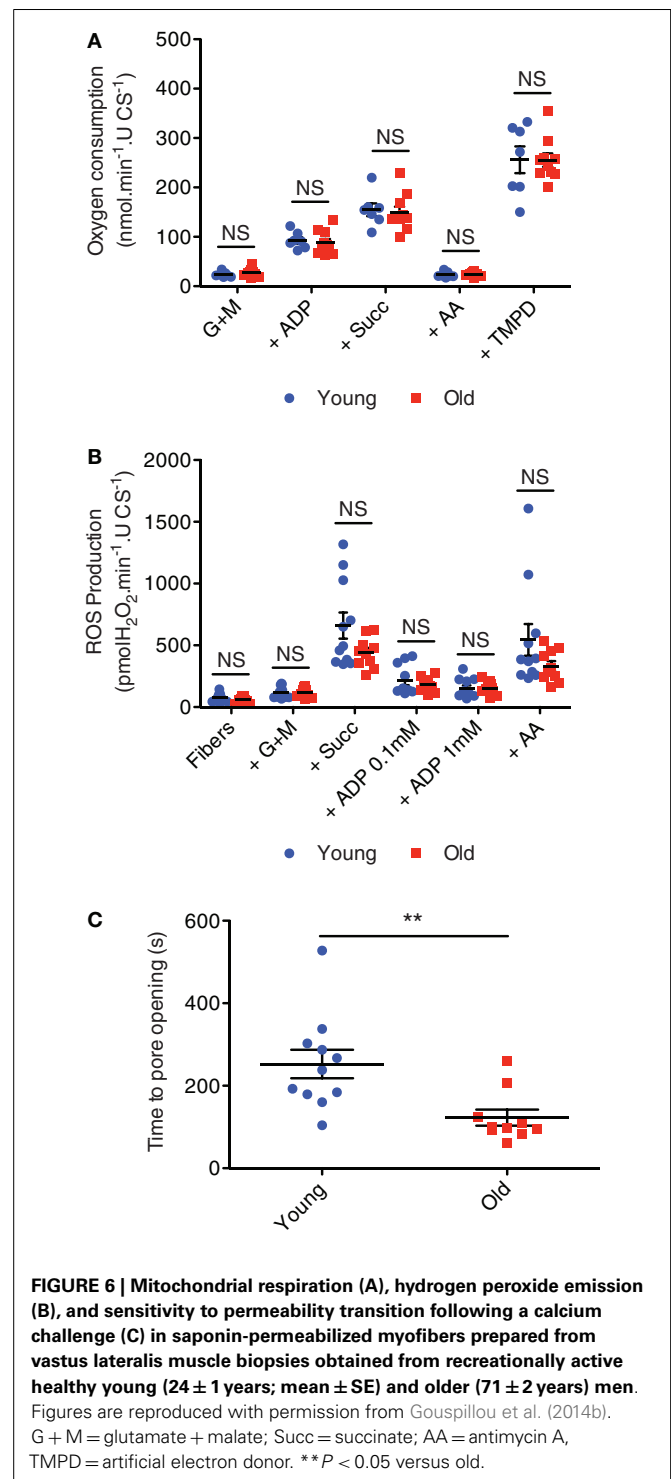 A
Oxygen consumption
(nmol.min-1.U CS-1)
500
400
300
200
100
0
NS
NS
NS
NS
NS
G+M
+ ADP
+ Succ
+ AA
+ TMPD
Young
Old
B
ROS Production
(pmolH2O2.min-1.U CS-1)
2000
1500
1000
500
0
NS
NS
NS
NS
NS
NS
Fibers
+ G+M
+ Succ
+ ADP 0.1mM
+ ADP 1mM
+ AA
Young
Old
C
Time to pore opening (s)
600
400
200
0
**
Young
Old
FIGURE 6 | Mitochondrial respiration (A), hydrogen peroxide emission
(B), and sensitivity to permeability transition following a calcium
challenge (C) in saponin-permeabilized myofibers prepared from
vastus lateralis muscle biopsies obtained from recreationally active
healthy young (24 ± 1 years; mean ± SE) and older (71 ± 2 years) men.
Figures are reproduced with permission from Gouspillou et al. (2014b).
G + M = glutamate + malate; Succ = succinate; AA = antimycin A,
TMPD = artificial electron donor. **P < 0.05 versus old.